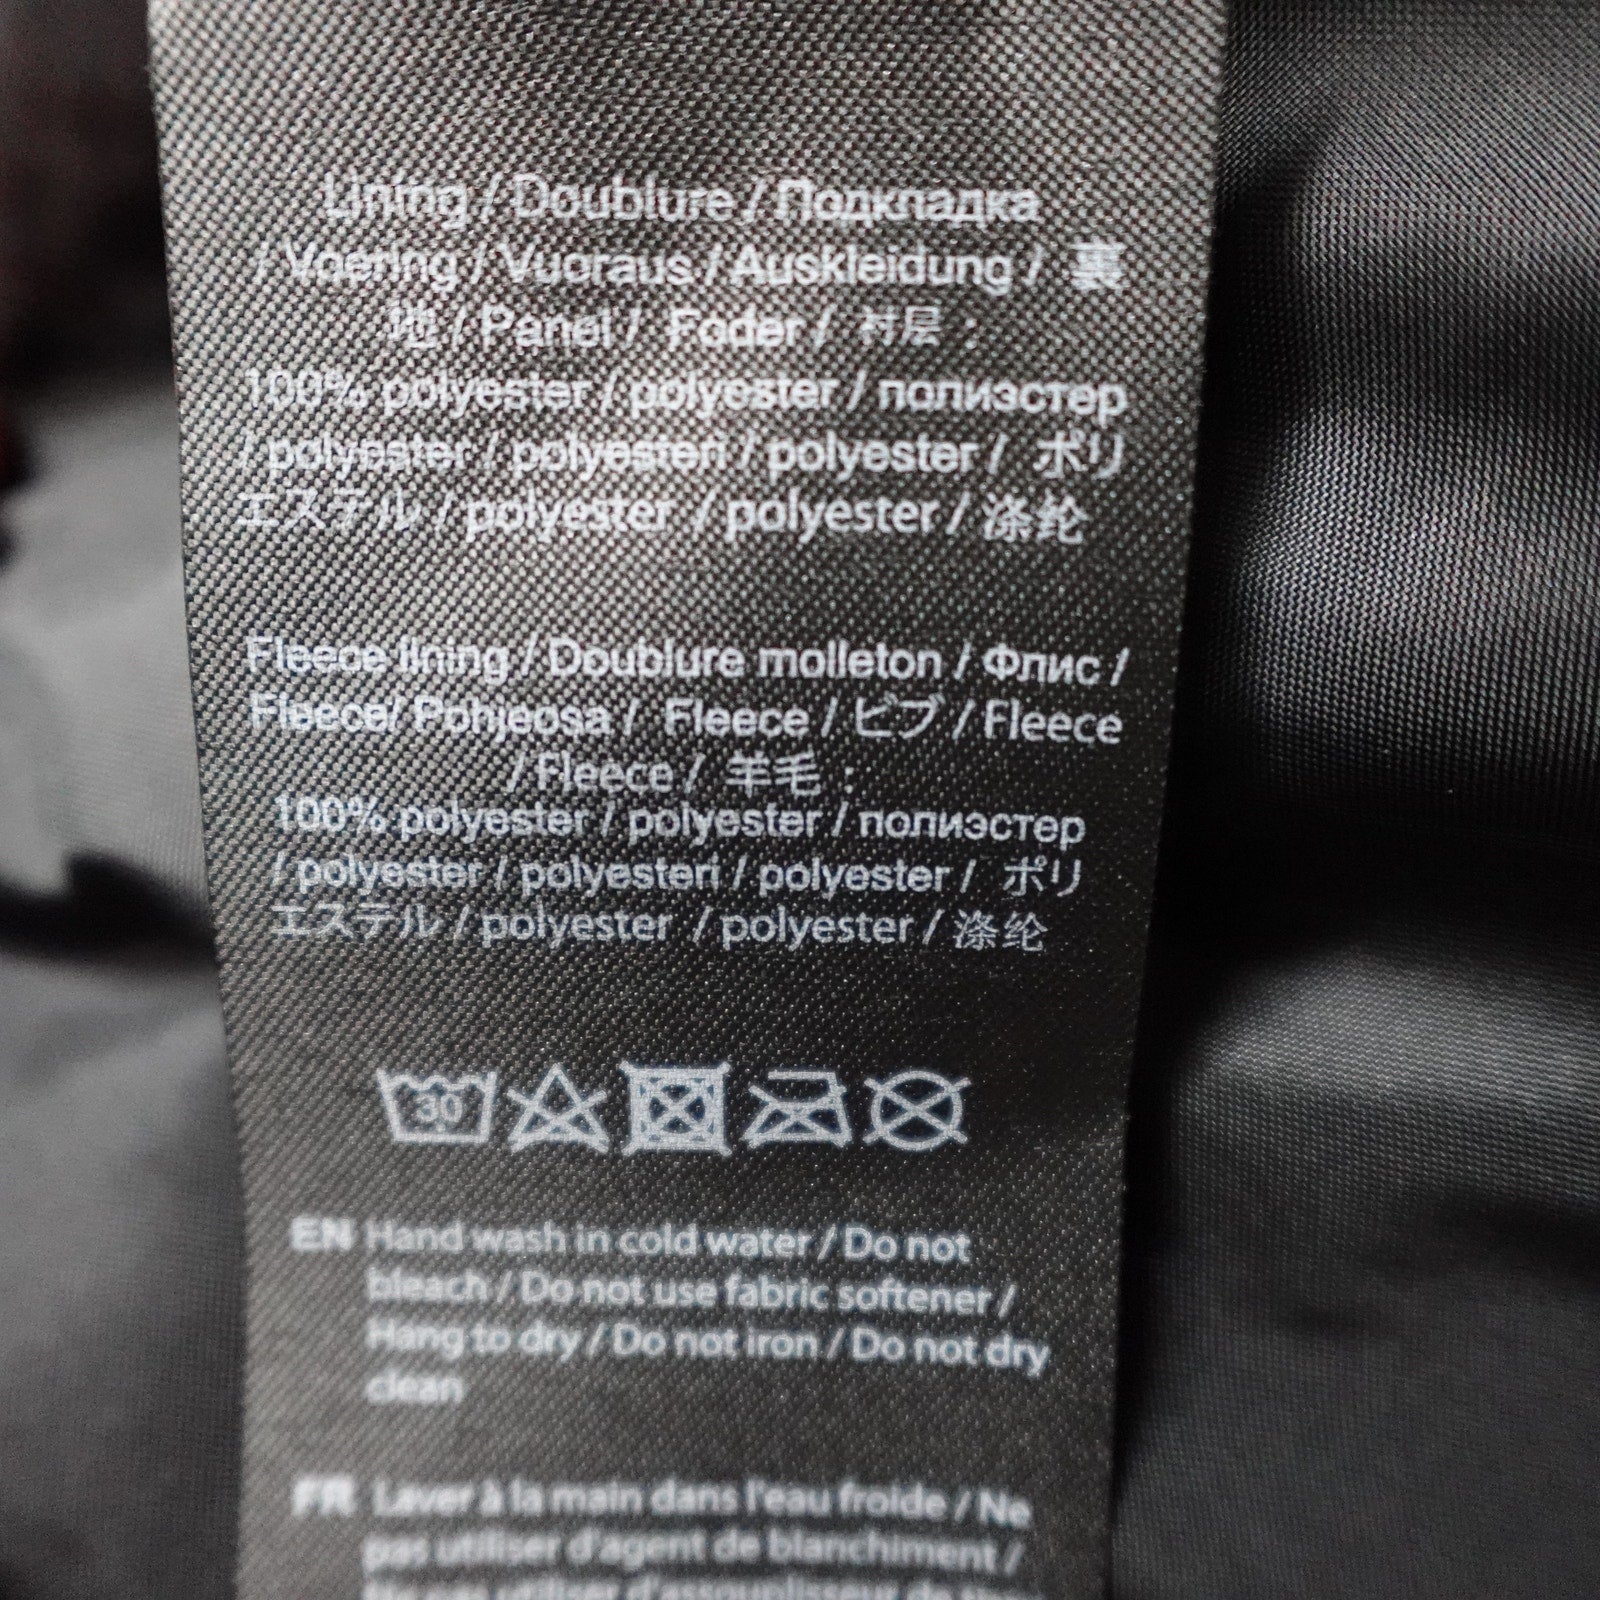 Lining / Doublure / Подкладка
/ Voering / Vuoraus / Auskleidung / 裏
地 / Panel / Foder / 衬层 :
100% polyester / polyester / полиэстер
/ polyester / polyesteri / polyester / ポリ
エステル / polyester / polyester / 涤纶
Fleece lining / Doublure molleton / Флис /
Fleece/ Pohjeosa / Fleece / ビブ / Fleece
/ Fleece / 羊毛 :
100% polyester / polyester / полиэстер
/ polyester / polyesteri / polyester / ポリ
エステル / polyester / polyester / 涤纶
30
EN Hand wash in cold water / Do not
bleach / Do not use fabric softener /
Hang to dry / Do not iron / Do not dry
clean
FR Laver à la main dans l'eau froide / Ne
pas utiliser d'agent de blanchiment /